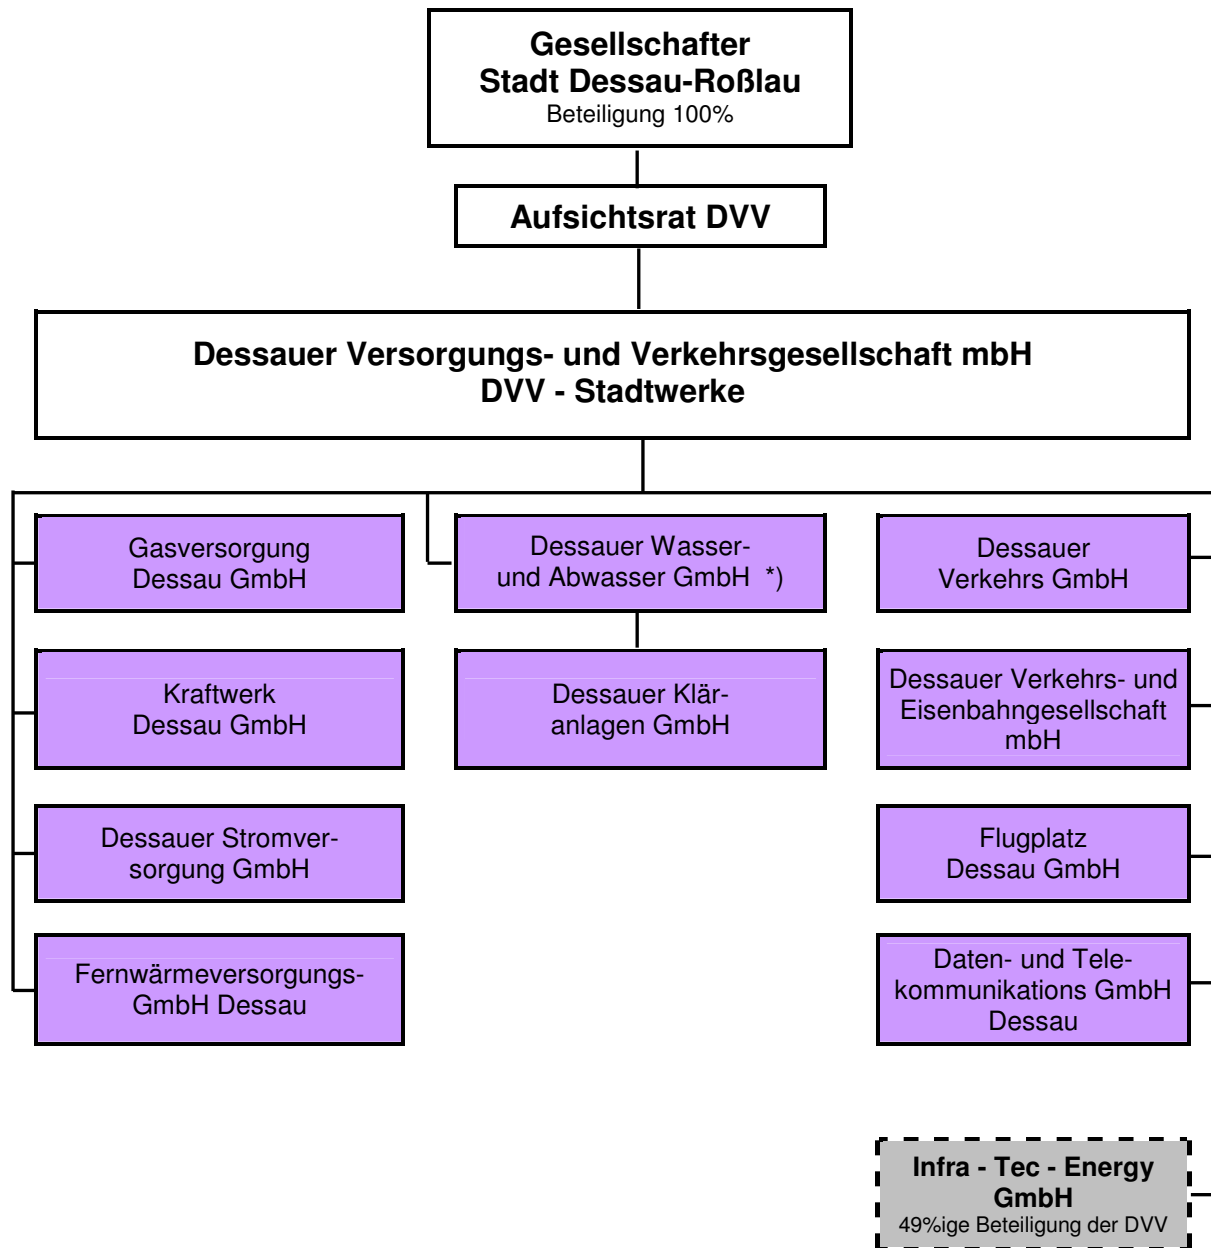 Gesellschafter
Stadt Dessau-Roßlau
Beteiligung 100%
Aufsichtsrat DVV
Dessauer Versorgungs- und Verkehrsgesellschaft mbH
DVV - Stadtwerke
Gasversorgung
Dessau GmbH
Dessauer Wasser-
und Abwasser GmbH *)
Dessauer
Verkehrs GmbH
Kraftwerk
Dessau GmbH
Dessauer Klär-
anlagen GmbH
Dessauer Verkehrs- und
Eisenbahngesellschaft
mbH
Dessauer Stromver-
sorgung GmbH
Flugplatz
Dessau GmbH
Fernwärmeversorgungs-
GmbH Dessau
Daten- und Tele-
kommunikations GmbH
Dessau
Infra - Tec - Energy
GmbH
49%ige Beteiligung der DVV